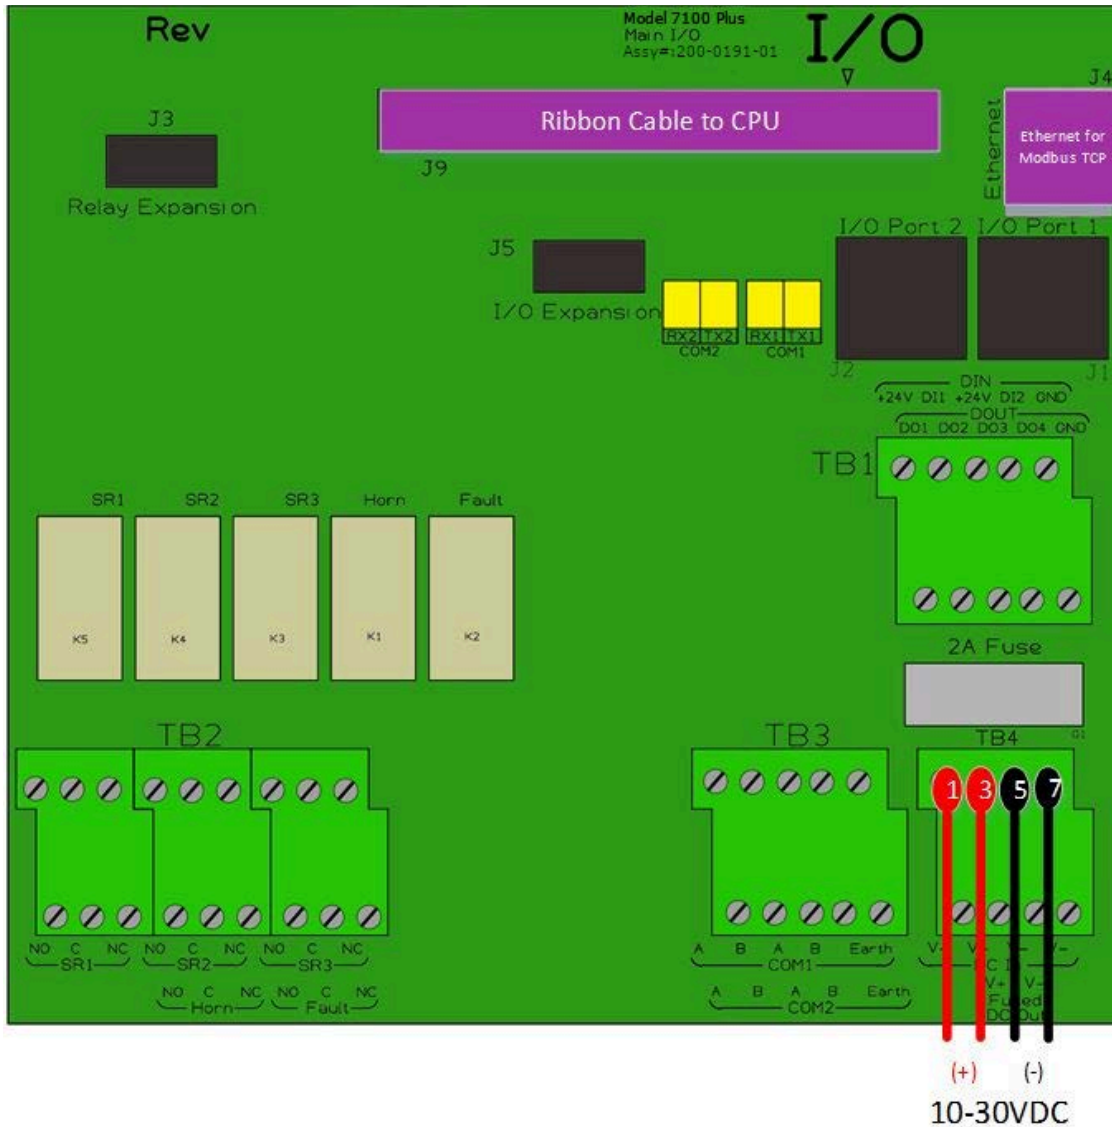 Rev
Model 7100 Plus
Main I/O
Assy#:200-0191-01
I/O
J4
J3
Ribbon Cable to CPU
Ethernet
Ethernet for
Modbus TCP
J9
Relay Expansion
I/O Port 2 I/O Port 1
J5
I/O Expansion
RX2 TX2 RX1 TX1
COM2 COM1
J2 J1
DIN
+24V DI1 +24V DI2 GND
DOUT
DO1 DO2 DO3 DO4 GND
TB1
SR1 SR2 SR3 Horn Fault
K5 K4 K3 K1 K2
2A Fuse
TB2 TB3 TB4
1 3 5 7
NO C NC NO C NC NO C NC
SR1 SR2 SR3
A B A B Earth
COM1
NO C NC NO C NC
Horn Fault
A B A B Earth
COM2
V+ V-
Fused
DC Out
(+) (-)
10-30VDC